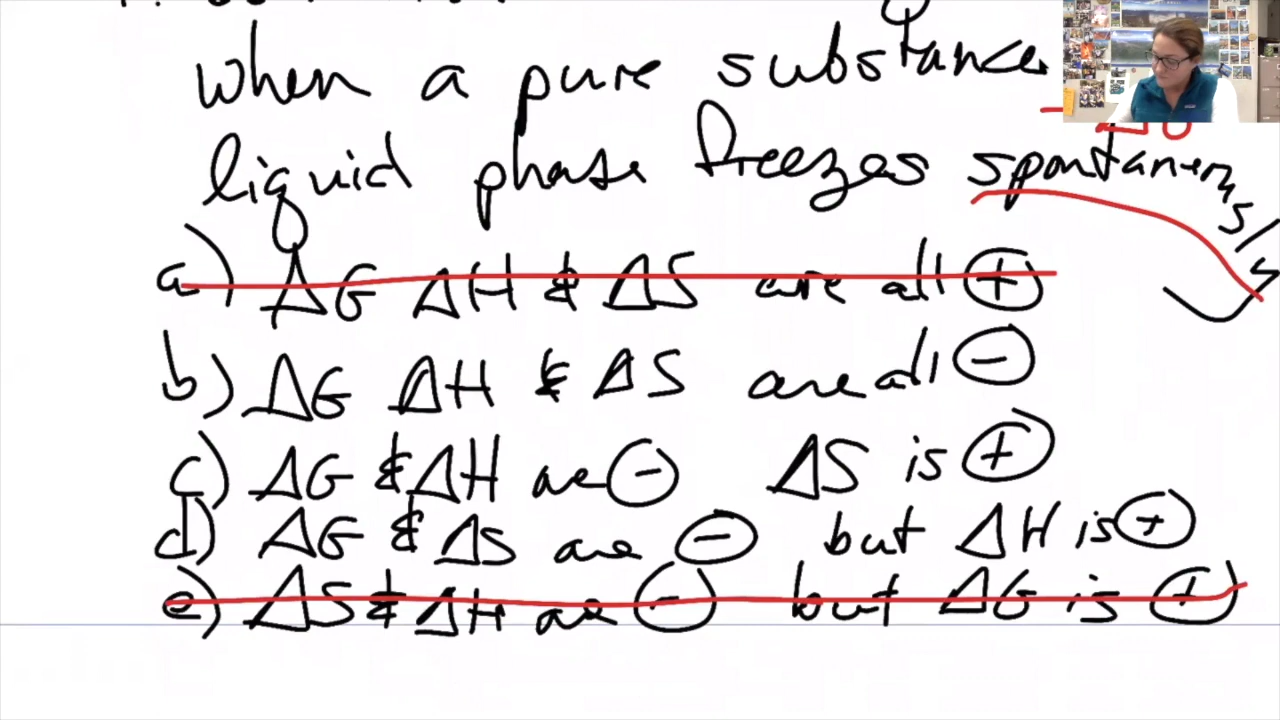 when a pure substance
liquid phase freezes spontaneously
a) ΔG ΔH & ΔS are all +
b) ΔG ΔH & ΔS are all −
c) ΔG & ΔH are − ΔS is +
d) ΔG & ΔS are − but ΔH is +
e) ΔS & ΔH are − but ΔG is +